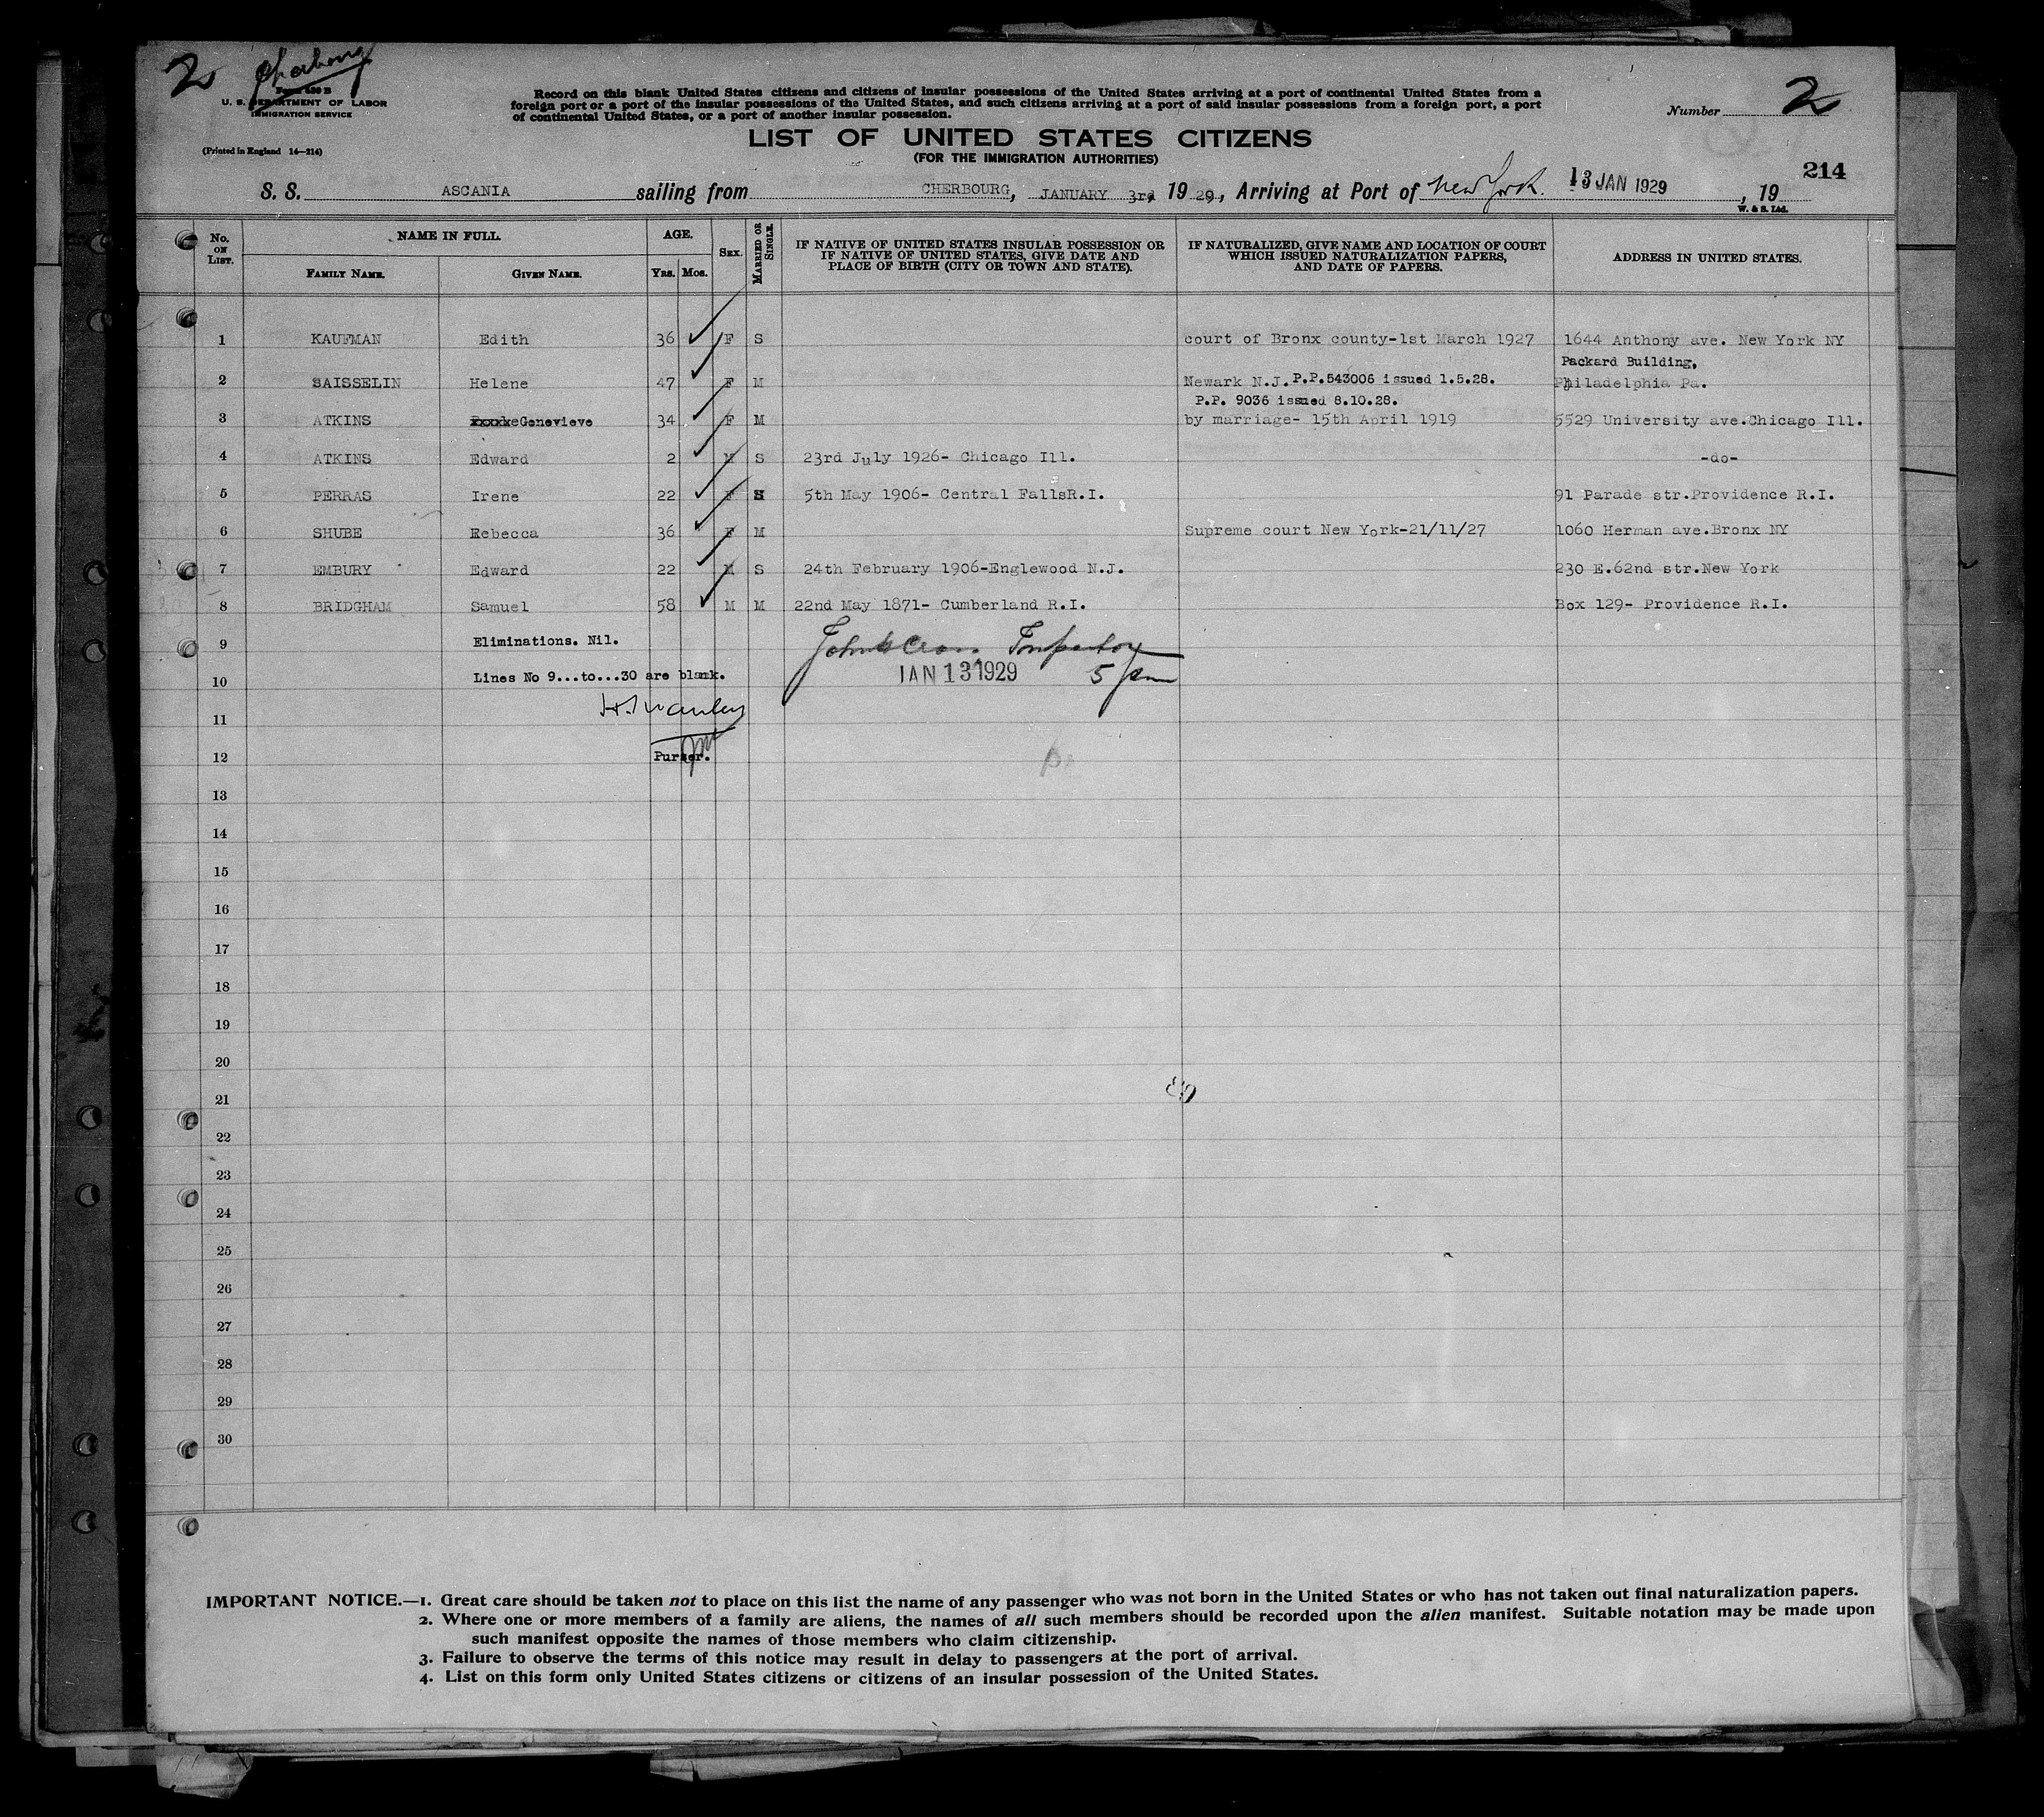 2 Cherbourg 2
Form 630 B
U. S. DEPARTMENT OF LABOR
IMMIGRATION SERVICE
(Printed in England 14—214)
Record on this blank United States citizens and citizens of insular possessions of the United States arriving at a port of continental United States from a
foreign port or a port of the insular possessions of the United States, and such citizens arriving at a port of said insular possessions from a foreign port, a port
of continental United States, or a port of another insular possession.
Number
LIST OF UNITED STATES CITIZENS
(FOR THE IMMIGRATION AUTHORITIES)
214
S. S. ASCANIA sailing from CHERBOURG, JANUARY 3rd, 1929, Arriving at Port of New York. 13 JAN 1929, 19
W. & S. Ltd.
No. ON LIST. NAME IN FULL. AGE. SEX. MARRIED OR SINGLE. IF NATIVE OF UNITED STATES INSULAR POSSESSION OR IF NATIVE OF UNITED STATES, GIVE DATE AND PLACE OF BIRTH (CITY OR TOWN AND STATE). IF NATURALIZED, GIVE NAME AND LOCATION OF COURT WHICH ISSUED NATURALIZATION PAPERS, AND DATE OF PAPERS. ADDRESS IN UNITED STATES.
FAMILY NAME. GIVEN NAME. YRS. MOS.
1 KAUFMAN Edith 36 F S court of Bronx county-1st March 1927 1644 Anthony ave. New York NY
Packard Building,
2 SAISSELIN Helene 47 F M Newark N.J. P.P.543006 issued 1.5.28. Philadelphia Pa.
P.P. 9036 issued 8.10.28.
3 ATKINS Genevieve 34 F M by marriage- 15th April 1919 5529 University ave.Chicago Ill.
4 ATKINS Edward 2 M S 23rd July 1926- Chicago Ill. -do-
5 PERRAS Irene 22 F S 5th May 1906- Central FallsR.I. 91 Parade str.Providence R.I.
6 SHUBE Rebecca 36 F M Supreme court New York-21/11/27 1060 Herman ave.Bronx NY
7 EMBURY Edward 22 M S 24th February 1906-Englewood N.J. 230 E.62nd str.New York
8 BRIDGHAM Samuel 58 M M 22nd May 1871- Cumberland R.I. Box 129- Providence R.I.
9 Eliminations. Nil. Inspector
10 Lines No 9...to...30 are blank. JAN 13 1929 5 pm
11
12 Purser.
13
14
15
16
17
18
19
20
21
22
23
24
25
26
27
28
29
30
IMPORTANT NOTICE.—1. Great care should be taken not to place on this list the name of any passenger who was not born in the United States or who has not taken out final naturalization papers.
2. Where one or more members of a family are aliens, the names of all such members should be recorded upon the alien manifest. Suitable notation may be made upon
such manifest opposite the names of those members who claim citizenship.
3. Failure to observe the terms of this notice may result in delay to passengers at the port of arrival.
4. List on this form only United States citizens or citizens of an insular possession of the United States.